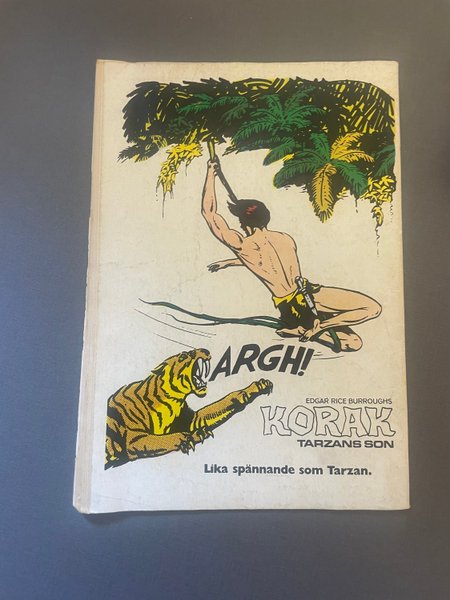 ARGH!
EDGAR RICE BURROUGHS
KORAK
TARZANS SON
Lika spännande som Tarzan.